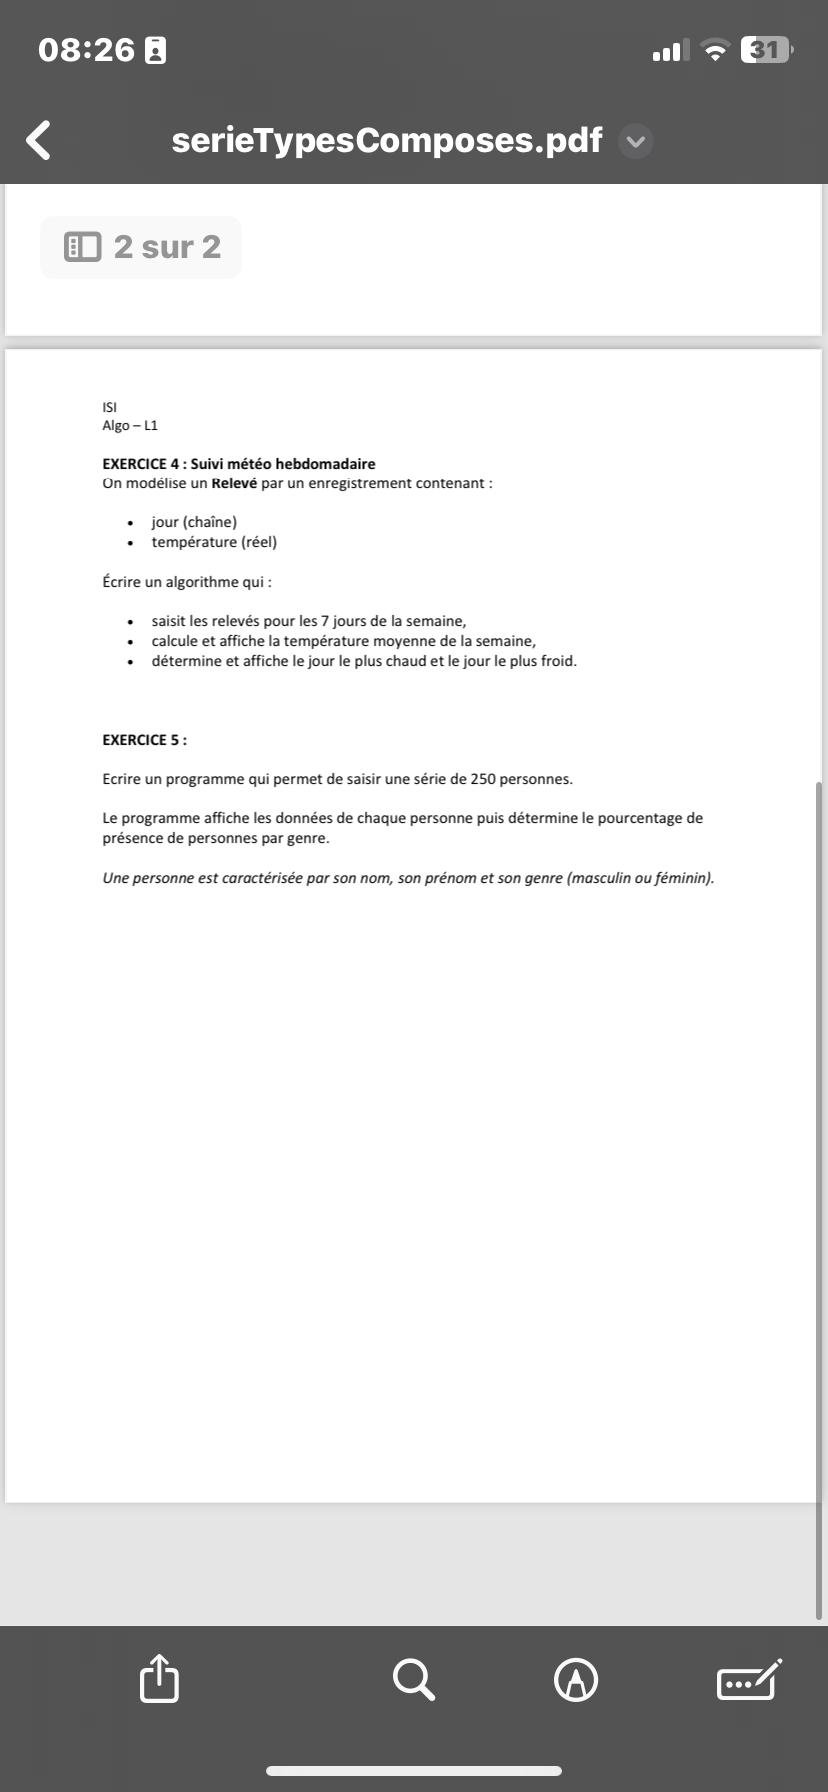 08:26
31
serieTypesComposes.pdf
2 sur 2
ISI
Algo – L1
EXERCICE 4 : Suivi météo hebdomadaire
On modélise un Relevé par un enregistrement contenant :
• jour (chaîne)
• température (réel)
Écrire un algorithme qui :
• saisit les relevés pour les 7 jours de la semaine,
• calcule et affiche la température moyenne de la semaine,
• détermine et affiche le jour le plus chaud et le jour le plus froid.
EXERCICE 5 :
Ecrire un programme qui permet de saisir une série de 250 personnes.
Le programme affiche les données de chaque personne puis détermine le pourcentage de
présence de personnes par genre.
Une personne est caractérisée par son nom, son prénom et son genre (masculin ou féminin).